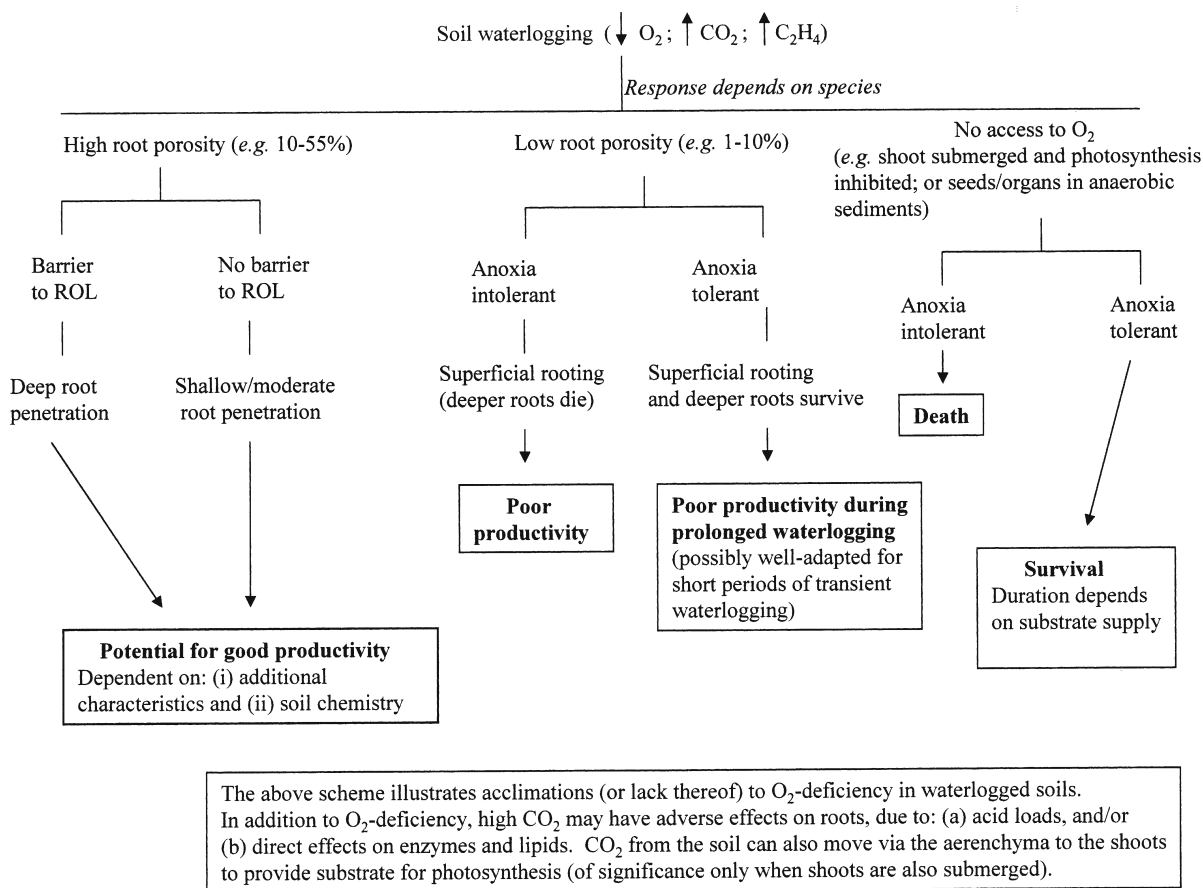 Soil waterlogging (↓ O₂; ↑ CO₂; ↑ C₂H₄)
Response depends on species
High root porosity (e.g. 10-55%)
Low root porosity (e.g. 1-10%)
No access to O₂
(e.g. shoot submerged and photosynthesis
inhibited; or seeds/organs in anaerobic
sediments)
Barrier
to ROL
No barrier
to ROL
Anoxia
intolerant
Anoxia
tolerant
Anoxia
intolerant
Anoxia
tolerant
Deep root
penetration
Shallow/moderate
root penetration
Superficial rooting
(deeper roots die)
Superficial rooting
and deeper roots survive
Death
Poor
productivity
Poor productivity during
prolonged waterlogging
(possibly well-adapted for
short periods of transient
waterlogging)
Survival
Duration depends
on substrate supply
Potential for good productivity
Dependent on: (i) additional
characteristics and (ii) soil chemistry
The above scheme illustrates acclimations (or lack thereof) to O₂-deficiency in waterlogged soils.
In addition to O₂-deficiency, high CO₂ may have adverse effects on roots, due to: (a) acid loads, and/or
(b) direct effects on enzymes and lipids. CO₂ from the soil can also move via the aerenchyma to the shoots
to provide substrate for photosynthesis (of significance only when shoots are also submerged).